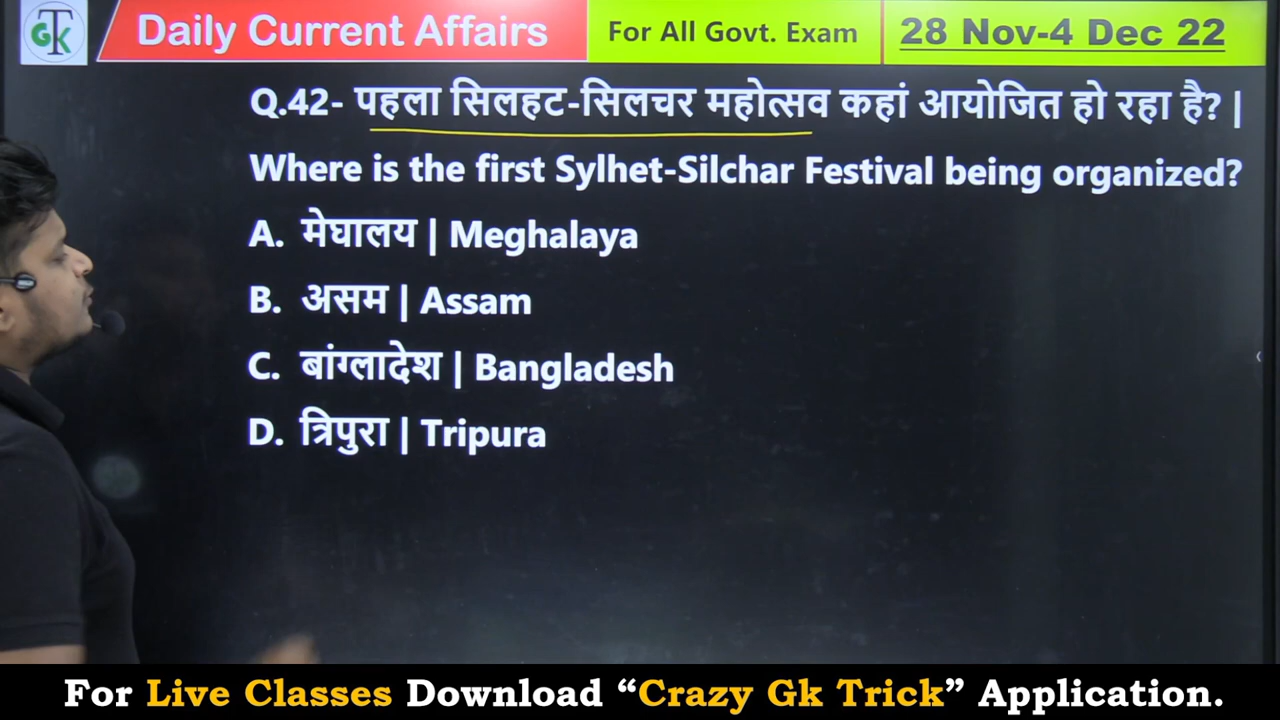 GTK
Daily Current Affairs
For All Govt. Exam
28 Nov-4 Dec 22
Q.42- पहला सिलहट-सिलचर महोत्सव कहां आयोजित हो रहा है? |
Where is the first Sylhet-Silchar Festival being organized?
A. मेघालय | Meghalaya
B. असम | Assam
C. बांग्लादेश | Bangladesh
D. त्रिपुरा | Tripura
For Live Classes Download “Crazy Gk Trick” Application.